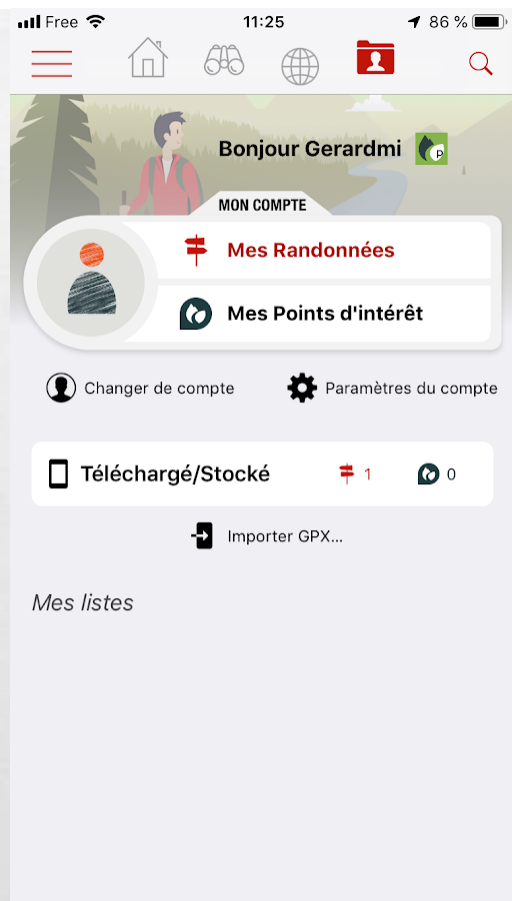 Free 11:25 86 %
Bonjour Gerardmi P
MON COMPTE
Mes Randonnées
Mes Points d'intérêt
Changer de compte Paramètres du compte
Téléchargé/Stocké 1 0
Importer GPX...
Mes listes